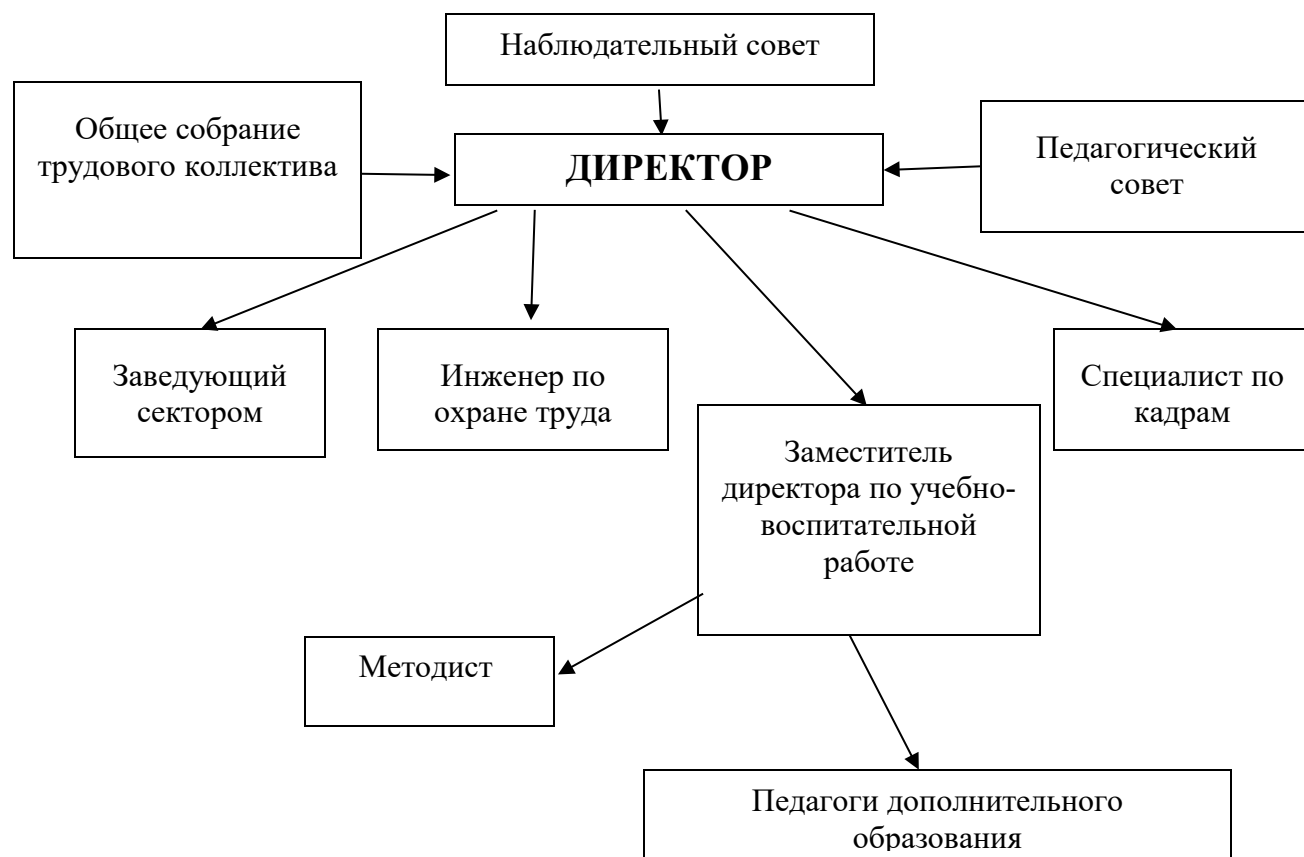 Наблюдательный совет
Общее собрание
трудового коллектива
ДИРЕКТОР
Педагогический
совет
Заведующий
сектором
Инженер по
охране труда
Специалист по
кадрам
Заместитель
директора по учебно-
воспитательной
работе
Методист
Педагоги дополнительного
образования